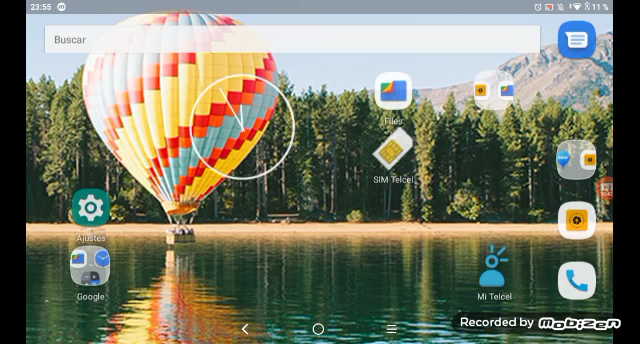 23:55
11 %
Buscar
Files
SIM Telcel
Ajustes
Google
Mi Telcel
Recorded by Mobizen